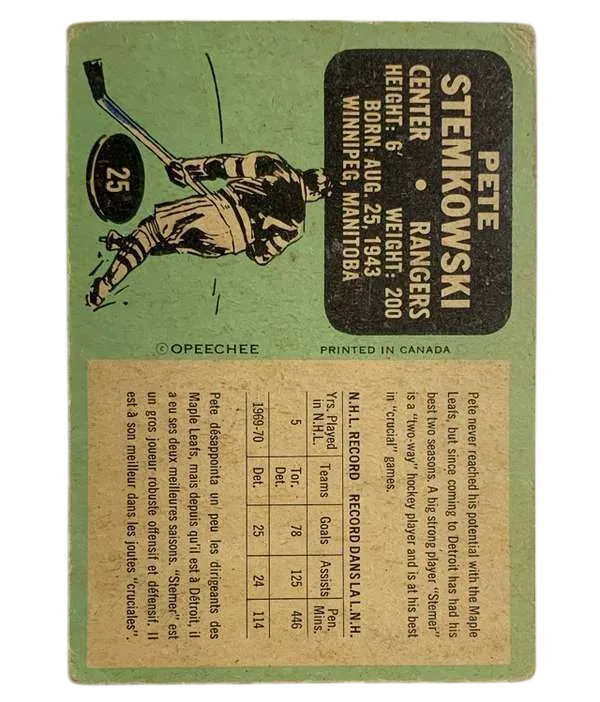 PETE
STEMKOWSKI
CENTER • RANGERS
HEIGHT: 6' WEIGHT: 200
BORN: AUG. 25, 1943
WINNIPEG, MANITOBA
25
© OPEECHEE PRINTED IN CANADA
Pete never reached his potential with the Maple
Leafs, but since coming to Detroit has had his
best two seasons. A big strong player "Stemer"
is a "two-way" hockey player and is at his best
in "crucial" games.
N.H.L. RECORD RECORD DANS LA L.N.H.
Yrs. Played in N.H.L. Teams Goals Assists Pen. Mins.
5 Tor. Det. 78 125 446
1969-70 Det. 25 24 114
Pete désappointa un peu les dirigeants des
Maple Leafs, mais depuis qu'il est à Détroit, il
a eu ses deux meilleures saisons. "Stemer" est
un gros joueur robuste offensif et défensif. Il
est à son meilleur dans les joutes "cruciales".